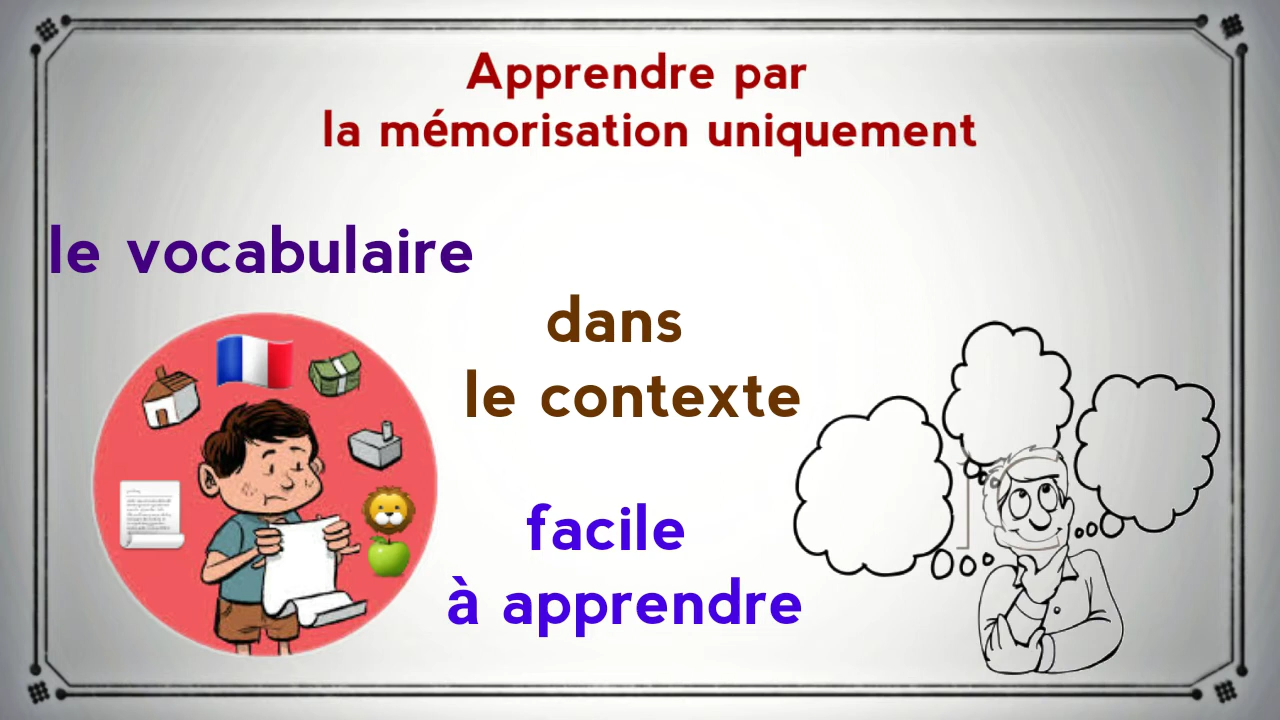 Apprendre par
la mémorisation uniquement
le vocabulaire
dans
le contexte
facile
à apprendre